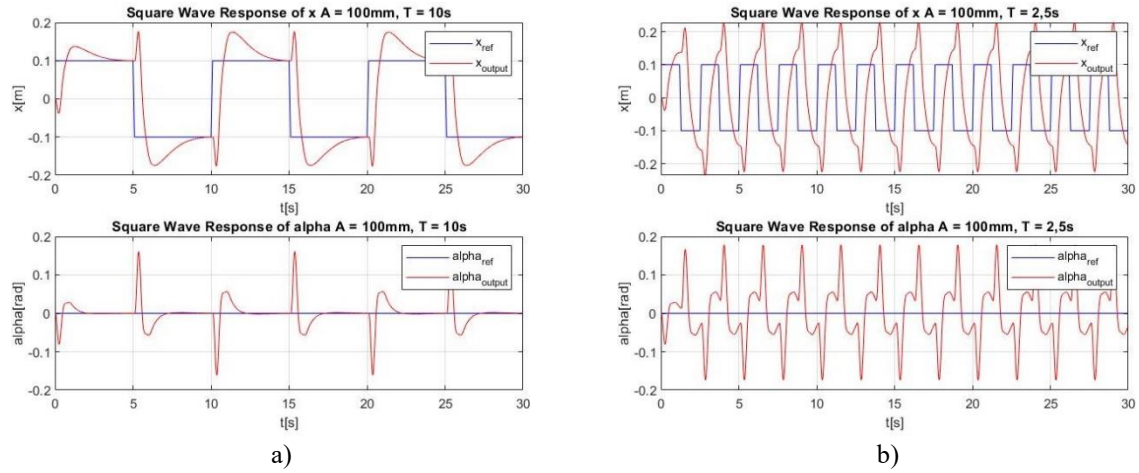 Square Wave Response of x A = 100mm, T = 10s
0.2
0.1
0
-0.1
-0.2
x[m]
x_ref
x_output
0 5 10 15 20 25 30
t[s]
Square Wave Response of alpha A = 100mm, T = 10s
0.2
0.1
0
-0.1
-0.2
alpha[rad]
alpha_ref
alpha_output
0 5 10 15 20 25 30
t[s]
a)
Square Wave Response of x A = 100mm, T = 2,5s
0.2
0.1
0
-0.1
-0.2
x[m]
x_ref
x_output
0 5 10 15 20 25 30
t[s]
Square Wave Response of alpha A = 100mm, T = 2,5s
0.2
0.1
0
-0.1
-0.2
alpha[rad]
alpha_ref
alpha_output
0 5 10 15 20 25 30
t[s]
b)